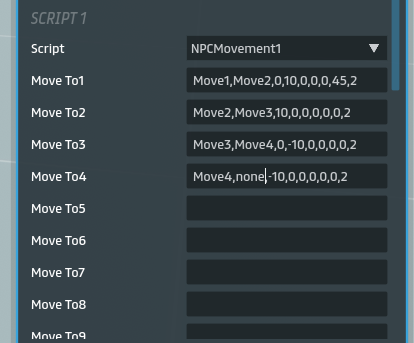 SCRIPT 1
Script NPCMovement1
Move To1 Move1,Move2,0,10,0,0,0,45,2
Move To2 Move2,Move3,10,0,0,0,0,0,2
Move To3 Move3,Move4,0,-10,0,0,0,0,2
Move To4 Move4,none,-10,0,0,0,0,0,2
Move To5
Move To6
Move To7
Move To8
Move To9